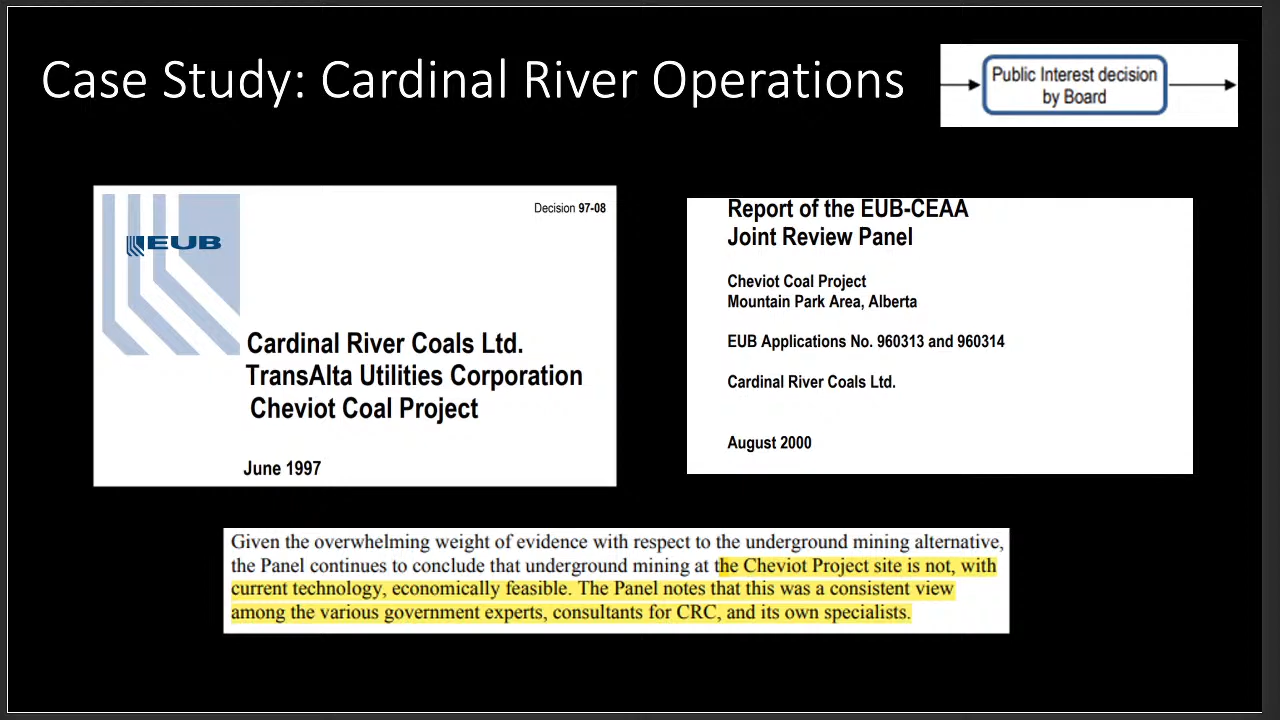 Case Study: Cardinal River Operations
Public Interest decision
by Board
Decision 97-08
EUB
Cardinal River Coals Ltd.
TransAlta Utilities Corporation
Cheviot Coal Project
June 1997
Report of the EUB-CEAA
Joint Review Panel
Cheviot Coal Project
Mountain Park Area, Alberta
EUB Applications No. 960313 and 960314
Cardinal River Coals Ltd.
August 2000
Given the overwhelming weight of evidence with respect to the underground mining alternative,
the Panel continues to conclude that underground mining at the Cheviot Project site is not, with
current technology, economically feasible. The Panel notes that this was a consistent view
among the various government experts, consultants for CRC, and its own specialists.